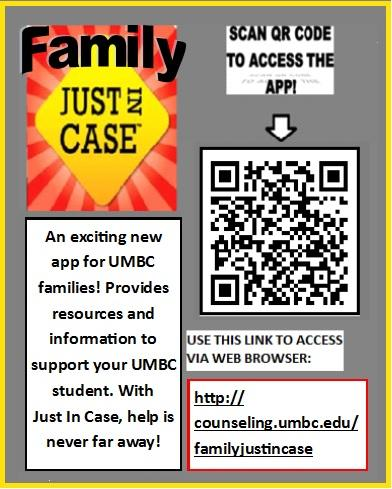 Family
JUST IN
CASE™
An exciting new
app for UMBC
families! Provides
resources and
information to
support your UMBC
student. With
Just In Case, help is
never far away!
SCAN QR CODE
TO ACCESS THE
APP!
USE THIS LINK TO ACCESS
VIA WEB BROWSER:
http://
counseling.umbc.edu/
familyjustincase